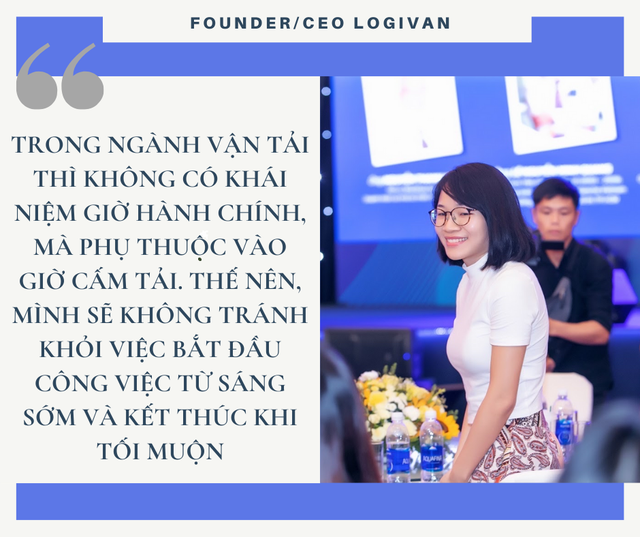 FOUNDER/CEO LOGIVAN
TRONG NGÀNH VẬN TẢI
THÌ KHÔNG CÓ KHÁI
NIỆM GIỜ HÀNH CHÍNH,
MÀ PHỤ THUỘC VÀO
GIỜ CẤM TẢI. THẾ NÊN,
MÌNH SẼ KHÔNG TRÁNH
KHỎI VIỆC BẮT ĐẦU
CÔNG VIỆC TỪ SÁNG
SỚM VÀ KẾT THÚC KHI
TỐI MUỘN
AQUAFINA